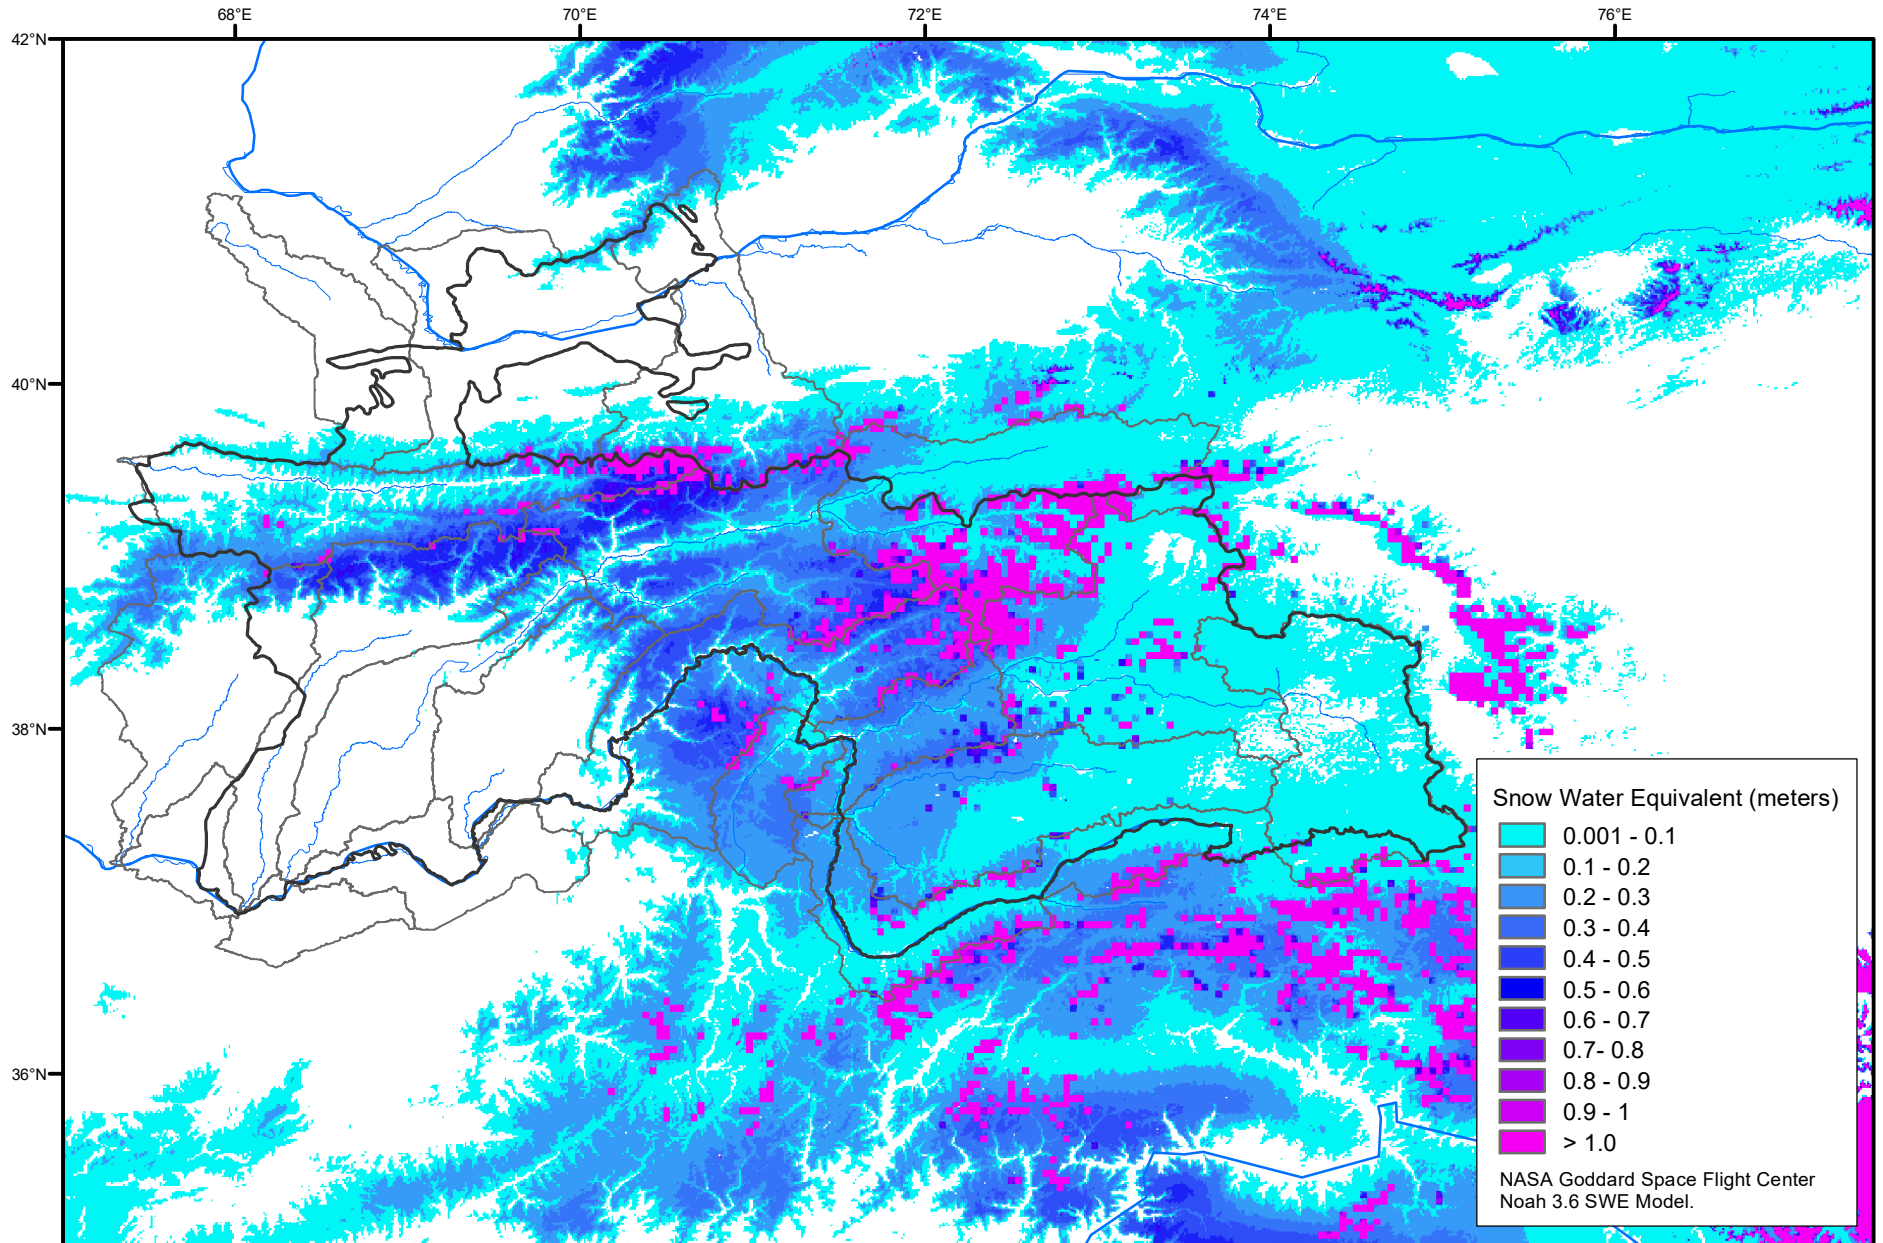 68°E
70°E
72°E
74°E
76°E
42°N
40°N
38°N
36°N
Snow Water Equivalent (meters)
0.001 - 0.1
0.1 - 0.2
0.2 - 0.3
0.3 - 0.4
0.4 - 0.5
0.5 - 0.6
0.6 - 0.7
0.7- 0.8
0.8 - 0.9
0.9 - 1
> 1.0
NASA Goddard Space Flight Center
Noah 3.6 SWE Model.